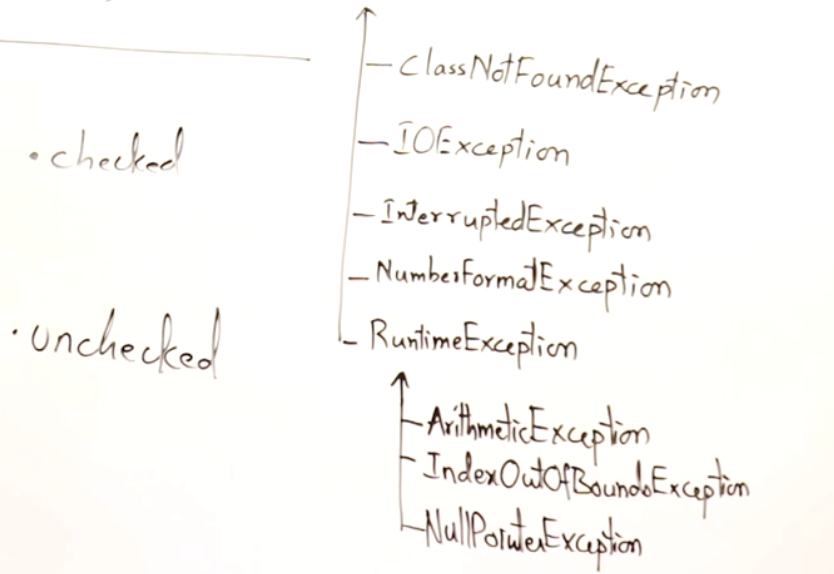 ClassNotFoundException
• checked
IOException
InterruptedException
NumberFormatException
• unchecked
RuntimeException
ArithmeticException
IndexOutOfBoundsException
NullPointerException